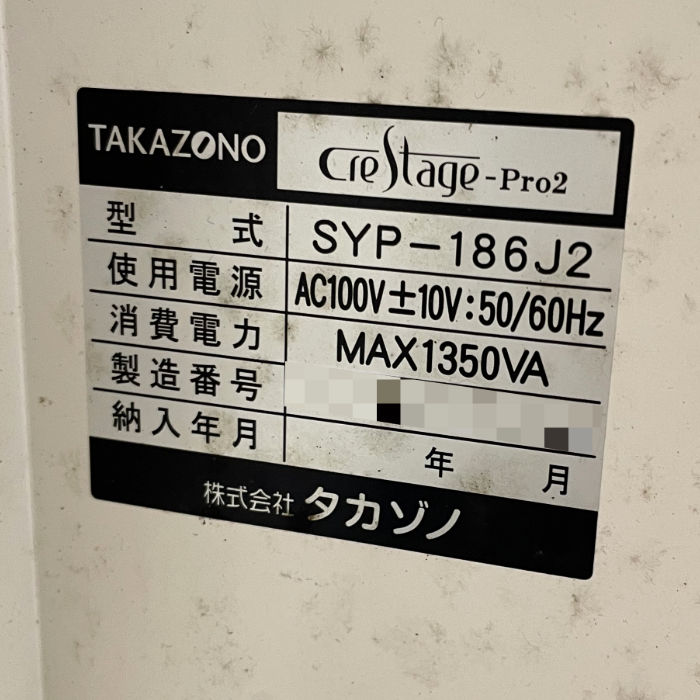 TAKAZONO CreStage-Pro2
型式 SYP-186J2
使用電源 AC100V±10V:50/60Hz
消費電力 MAX1350VA
製造番号
納入年月 年 月
株式会社 タカゾノ